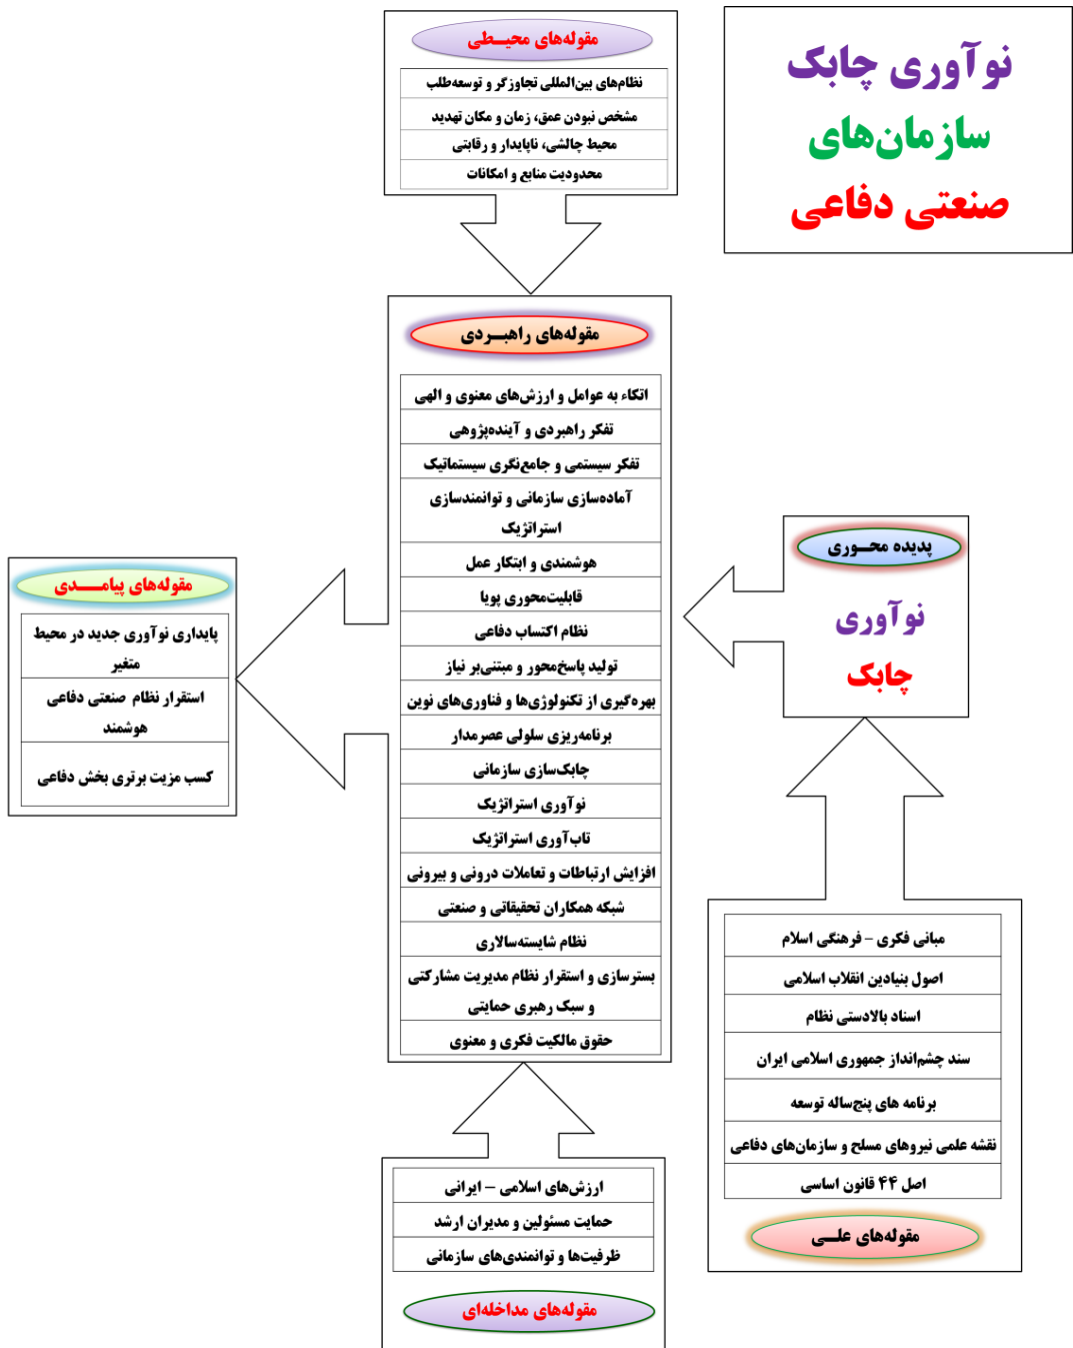 نوآوری چابک
سازمان‌های
صنعتی دفاعی
مقوله‌های محیــطی
نظام‌های بین‌المللی تجاوزگر و توسعه‌طلب
مشخص نبودن عمق، زمان و مکان تهدید
محیط چالشی، ناپایدار و رقابتی
محدودیت منابع و امکانات
مقوله‌های راهبــردی
اتکاء به عوامل و ارزش‌های معنوی و الهی
تفکر راهبردی و آینده‌پژوهی
تفکر سیستمی و جامع‌نگری سیستماتیک
آماده‌سازی سازمانی و توانمندسازی
استراتژیک
هوشمندی و ابتکار عمل
قابلیت‌محوری پویا
نظام اکتساب دفاعی
تولید پاسخ‌محور و مبتنی‌بر نیاز
بهره‌گیری از تکنولوژی‌ها و فناوری‌های نوین
برنامه‌ریزی سلولی عصرمدار
چابک‌سازی سازمانی
نوآوری استراتژیک
تاب‌آوری استراتژیک
افزایش ارتباطات و تعاملات درونی و بیرونی
شبکه همکاران تحقیقاتی و صنعتی
نظام شایسته‌سالاری
بسترسازی و استقرار نظام مدیریت مشارکتی
و سبک رهبری حمایتی
حقوق مالکیت فکری و معنوی
پدیده محــوری
نوآوری
چابک
مقوله‌های پیامــــدی
پایداری نوآوری جدید در محیط
متغیر
استقرار نظام صنعتی دفاعی
هوشمند
کسب مزیت برتری بخش دفاعی
مبانی فکری – فرهنگی اسلام
اصول بنیادین انقلاب اسلامی
اسناد بالادستی نظام
سند چشم‌انداز جمهوری اسلامی ایران
برنامه های پنج‌ساله توسعه
نقشه علمی نیروهای مسلح و سازمان‌های دفاعی
اصل ۴۴ قانون اساسی
مقوله‌های علــی
ارزش‌های اسلامی – ایرانی
حمایت مسئولین و مدیران ارشد
ظرفیت‌ها و توانمندی‌های سازمانی
مقوله‌های مداخله‌ای